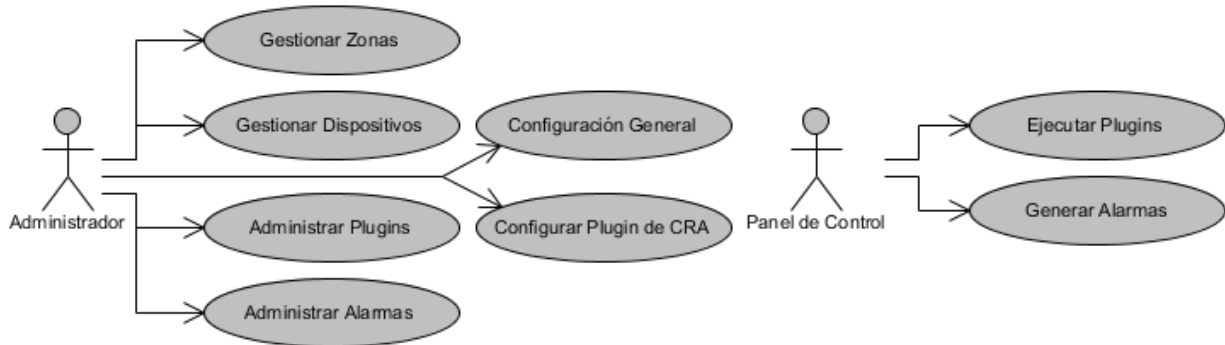 Gestionar Zonas
Gestionar Dispositivos
Configuración General
Ejecutar Plugins
Administrador
Administrar Plugins
Configurar Plugin de CRA
Panel de Control
Generar Alarmas
Administrar Alarmas